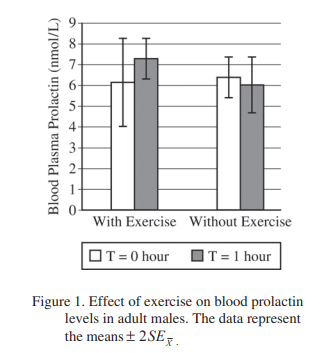 Blood Plasma Prolactin (nmol/L)
9
8
7
6
5
4
3
2
1
0
With Exercise Without Exercise
T = 0 hour T = 1 hour
Figure 1. Effect of exercise on blood prolactin
levels in adult males. The data represent
the means ± 2SE_x̄.